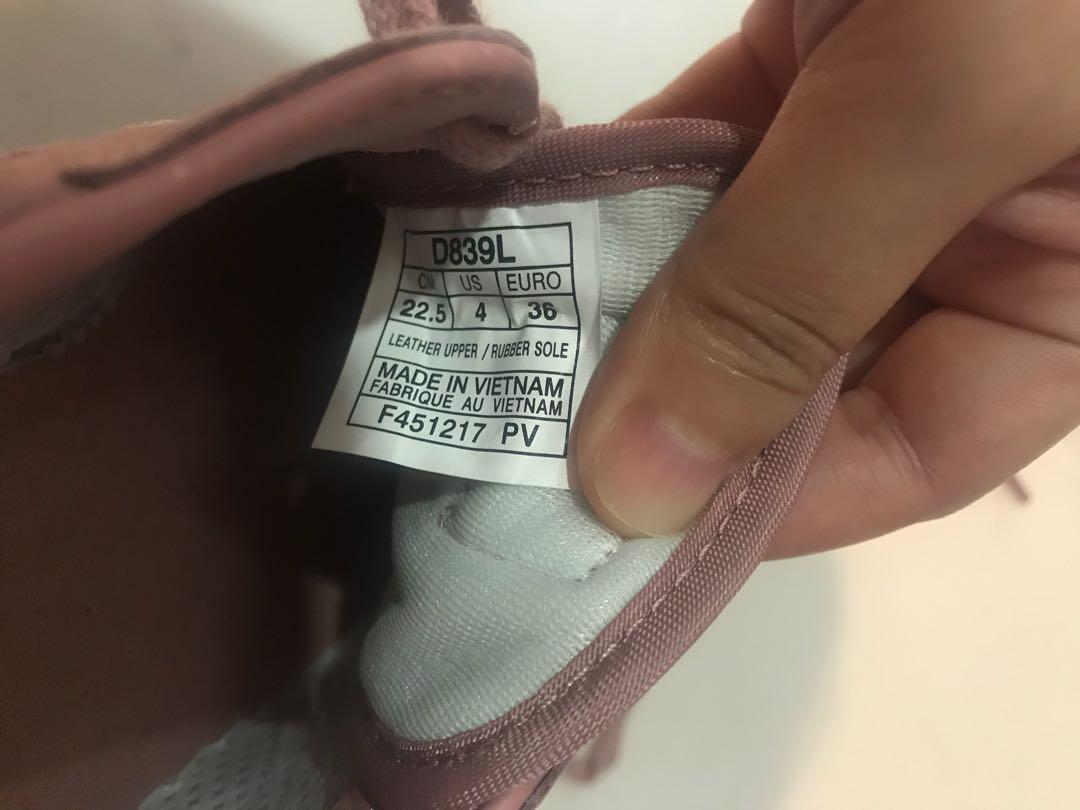 D839L
CM US EURO
22.5 4 36
LEATHER UPPER / RUBBER SOLE
MADE IN VIETNAM
FABRIQUE AU VIETNAM
F451217 PV